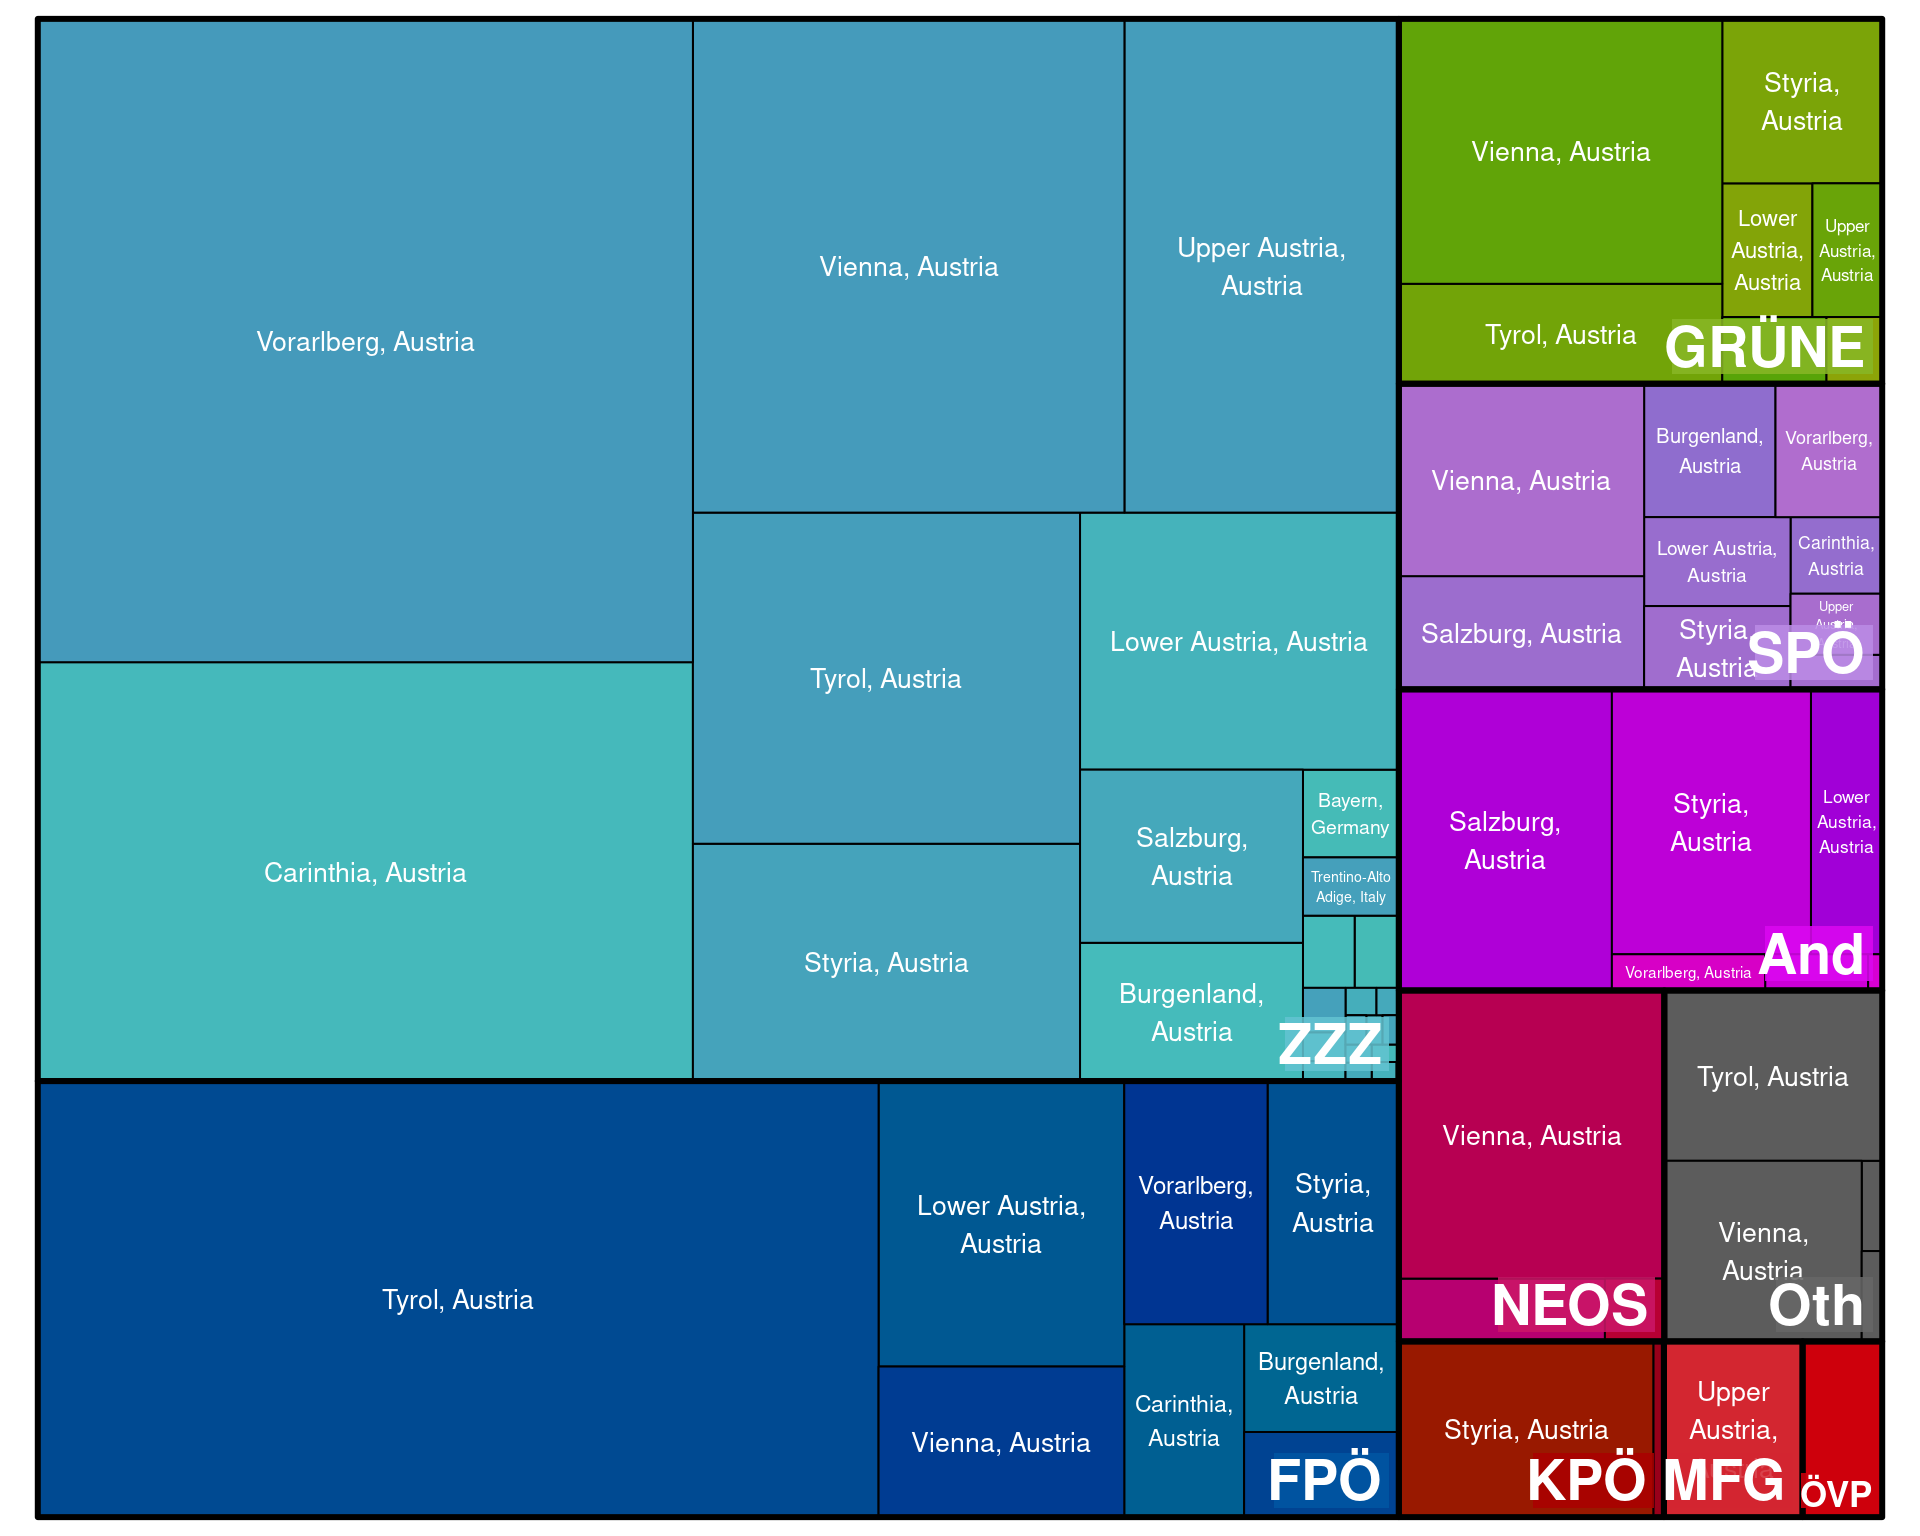 Vorarlberg, Austria
Carinthia, Austria
Vienna, Austria
Upper Austria,
Austria
Tyrol, Austria
Styria, Austria
Lower Austria, Austria
Salzburg,
Austria
Burgenland,
Austria
Bayern,
Germany
Trentino-Alto
Adige, Italy
ZZZ
Tyrol, Austria
Lower Austria,
Austria
Vienna, Austria
Vorarlberg,
Austria
Styria,
Austria
Carinthia,
Austria
Burgenland,
Austria
FPÖ
Vienna, Austria
Tyrol, Austria
Styria,
Austria
Lower
Austria,
Austria
Upper
Austria,
Austria
GRÜNE
Vienna, Austria
Salzburg, Austria
Burgenland,
Austria
Vorarlberg,
Austria
Lower Austria,
Austria
Carinthia,
Austria
Styria,
Austria
Upper
Austria,
SPÖ
Salzburg,
Austria
Styria,
Austria
Lower
Austria,
Austria
Vorarlberg, Austria
And
Vienna, Austria
NEOS
Tyrol, Austria
Vienna,
Austria
Oth
Styria, Austria
KPÖ
Upper
Austria,
MFG
ÖVP